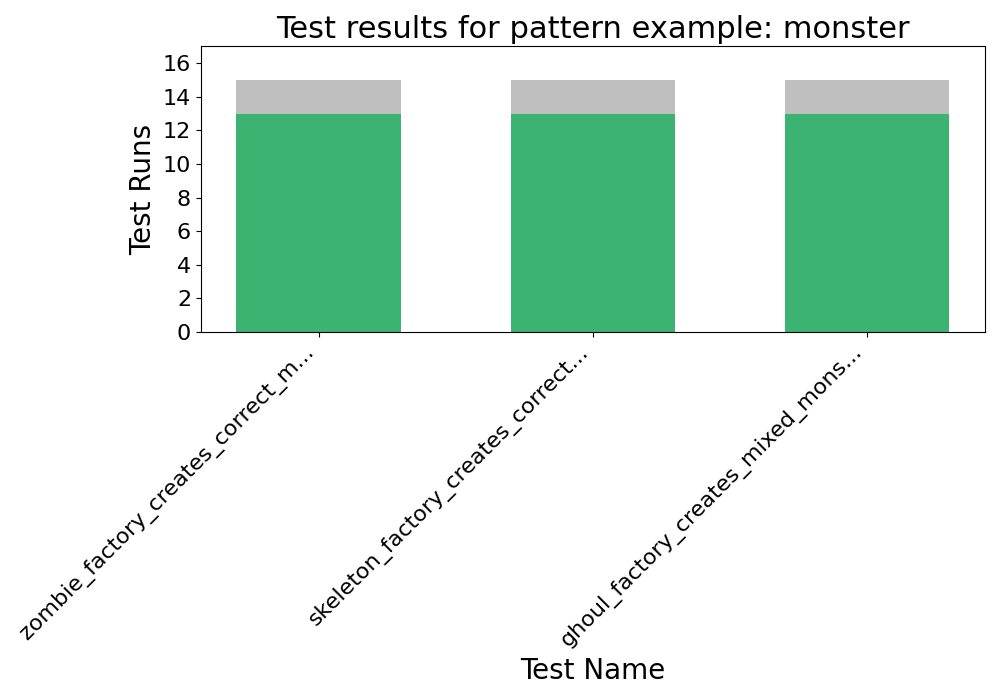 Test results for pattern example: monster
Test Runs
16
14
12
10
8
6
4
2
0
zombie_factory_creates_correct_m...
skeleton_factory_creates_correct...
ghoul_factory_creates_mixed_mons...
Test Name